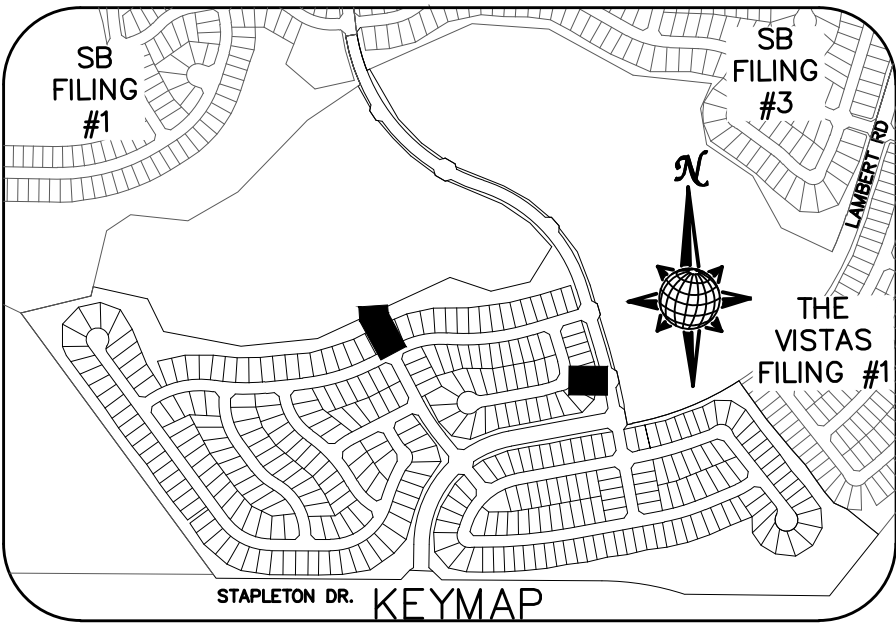 SB
FILING
#1
SB
FILING
#3
LAMBERT RD
N
THE
VISTAS
FILING #1
STAPLETON DR.
KEYMAP